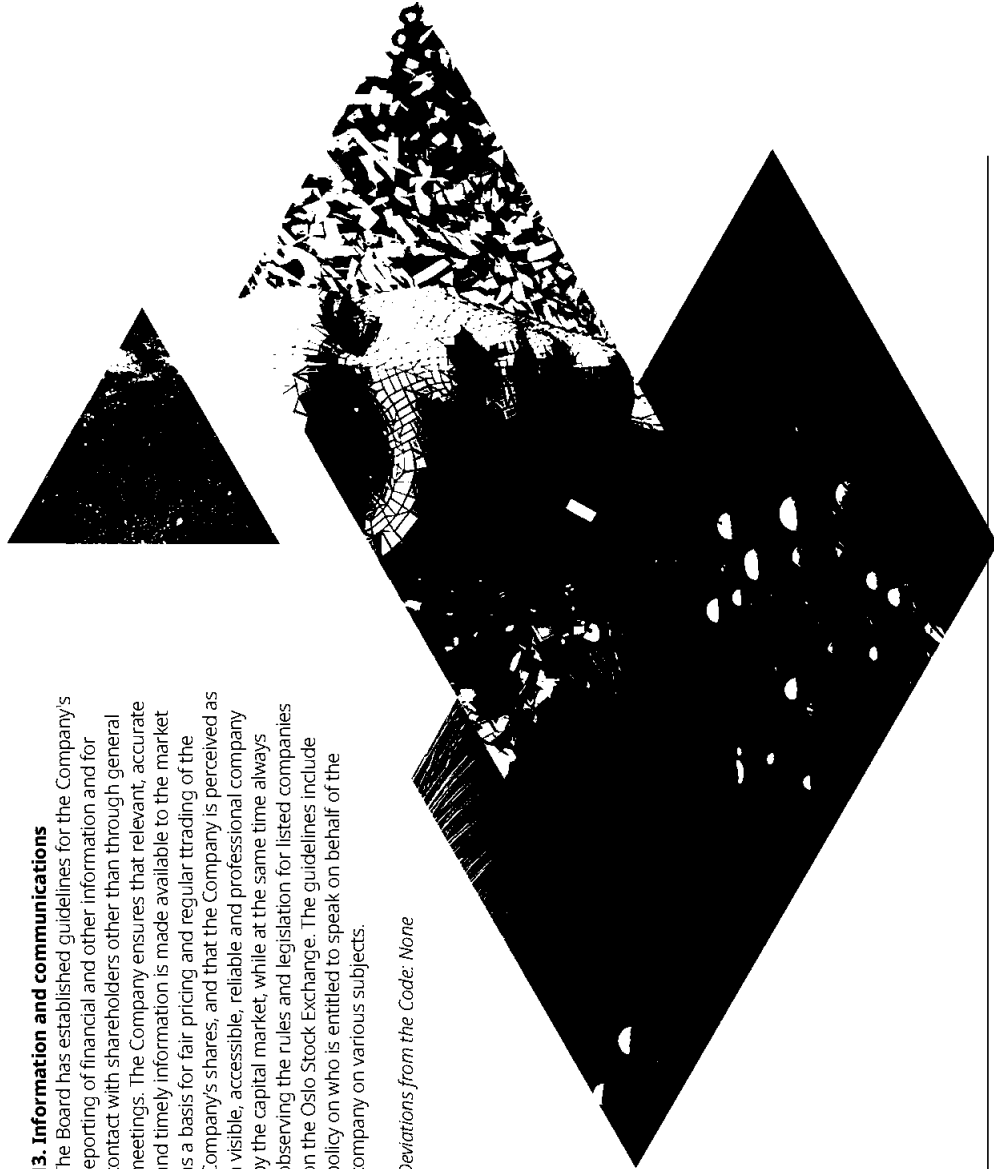 13. Information and communications
The Board has established guidelines for the Company's
eporting of financial and other information and for
contact with shareholders other than through general
meetings. The Company ensures that relevant, accurate
and timely information is made available to the market
as a basis for fair pricing and regular ttrading of the
Company's shares, and that the Company is perceived as
a visible, accessible, reliable and professional company
by the capital market, while at the same time always
observing the rules and legislation for listed companies
on the Oslo Stock Exchange. The guidelines include
policy on who is entitled to speak on behalf of the
company on various subjects.
Deviations from the Code: None